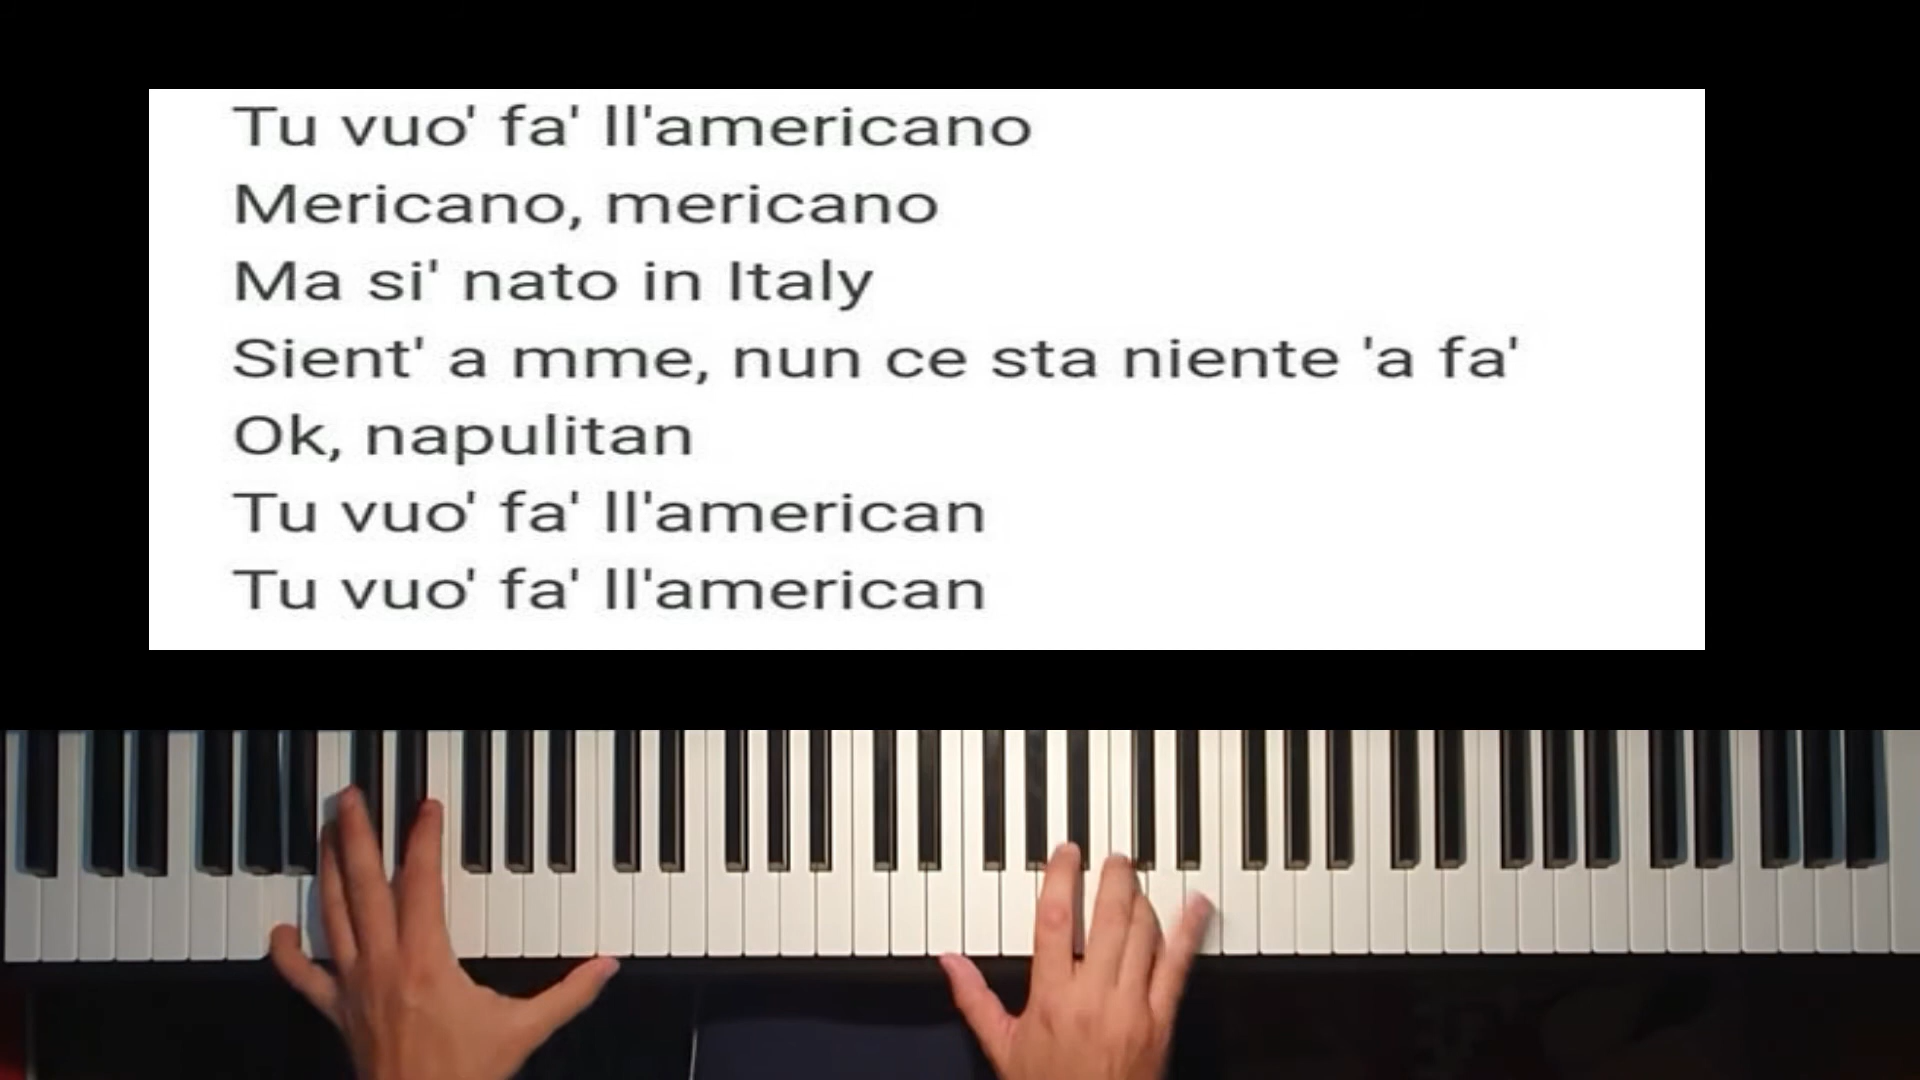 Tu vuo' fa' ll'americano
Mericano, mericano
Ma si' nato in Italy
Sient' a mme, nun ce sta niente 'a fa'
Ok, napulitan
Tu vuo' fa' ll'american
Tu vuo' fa' ll'american